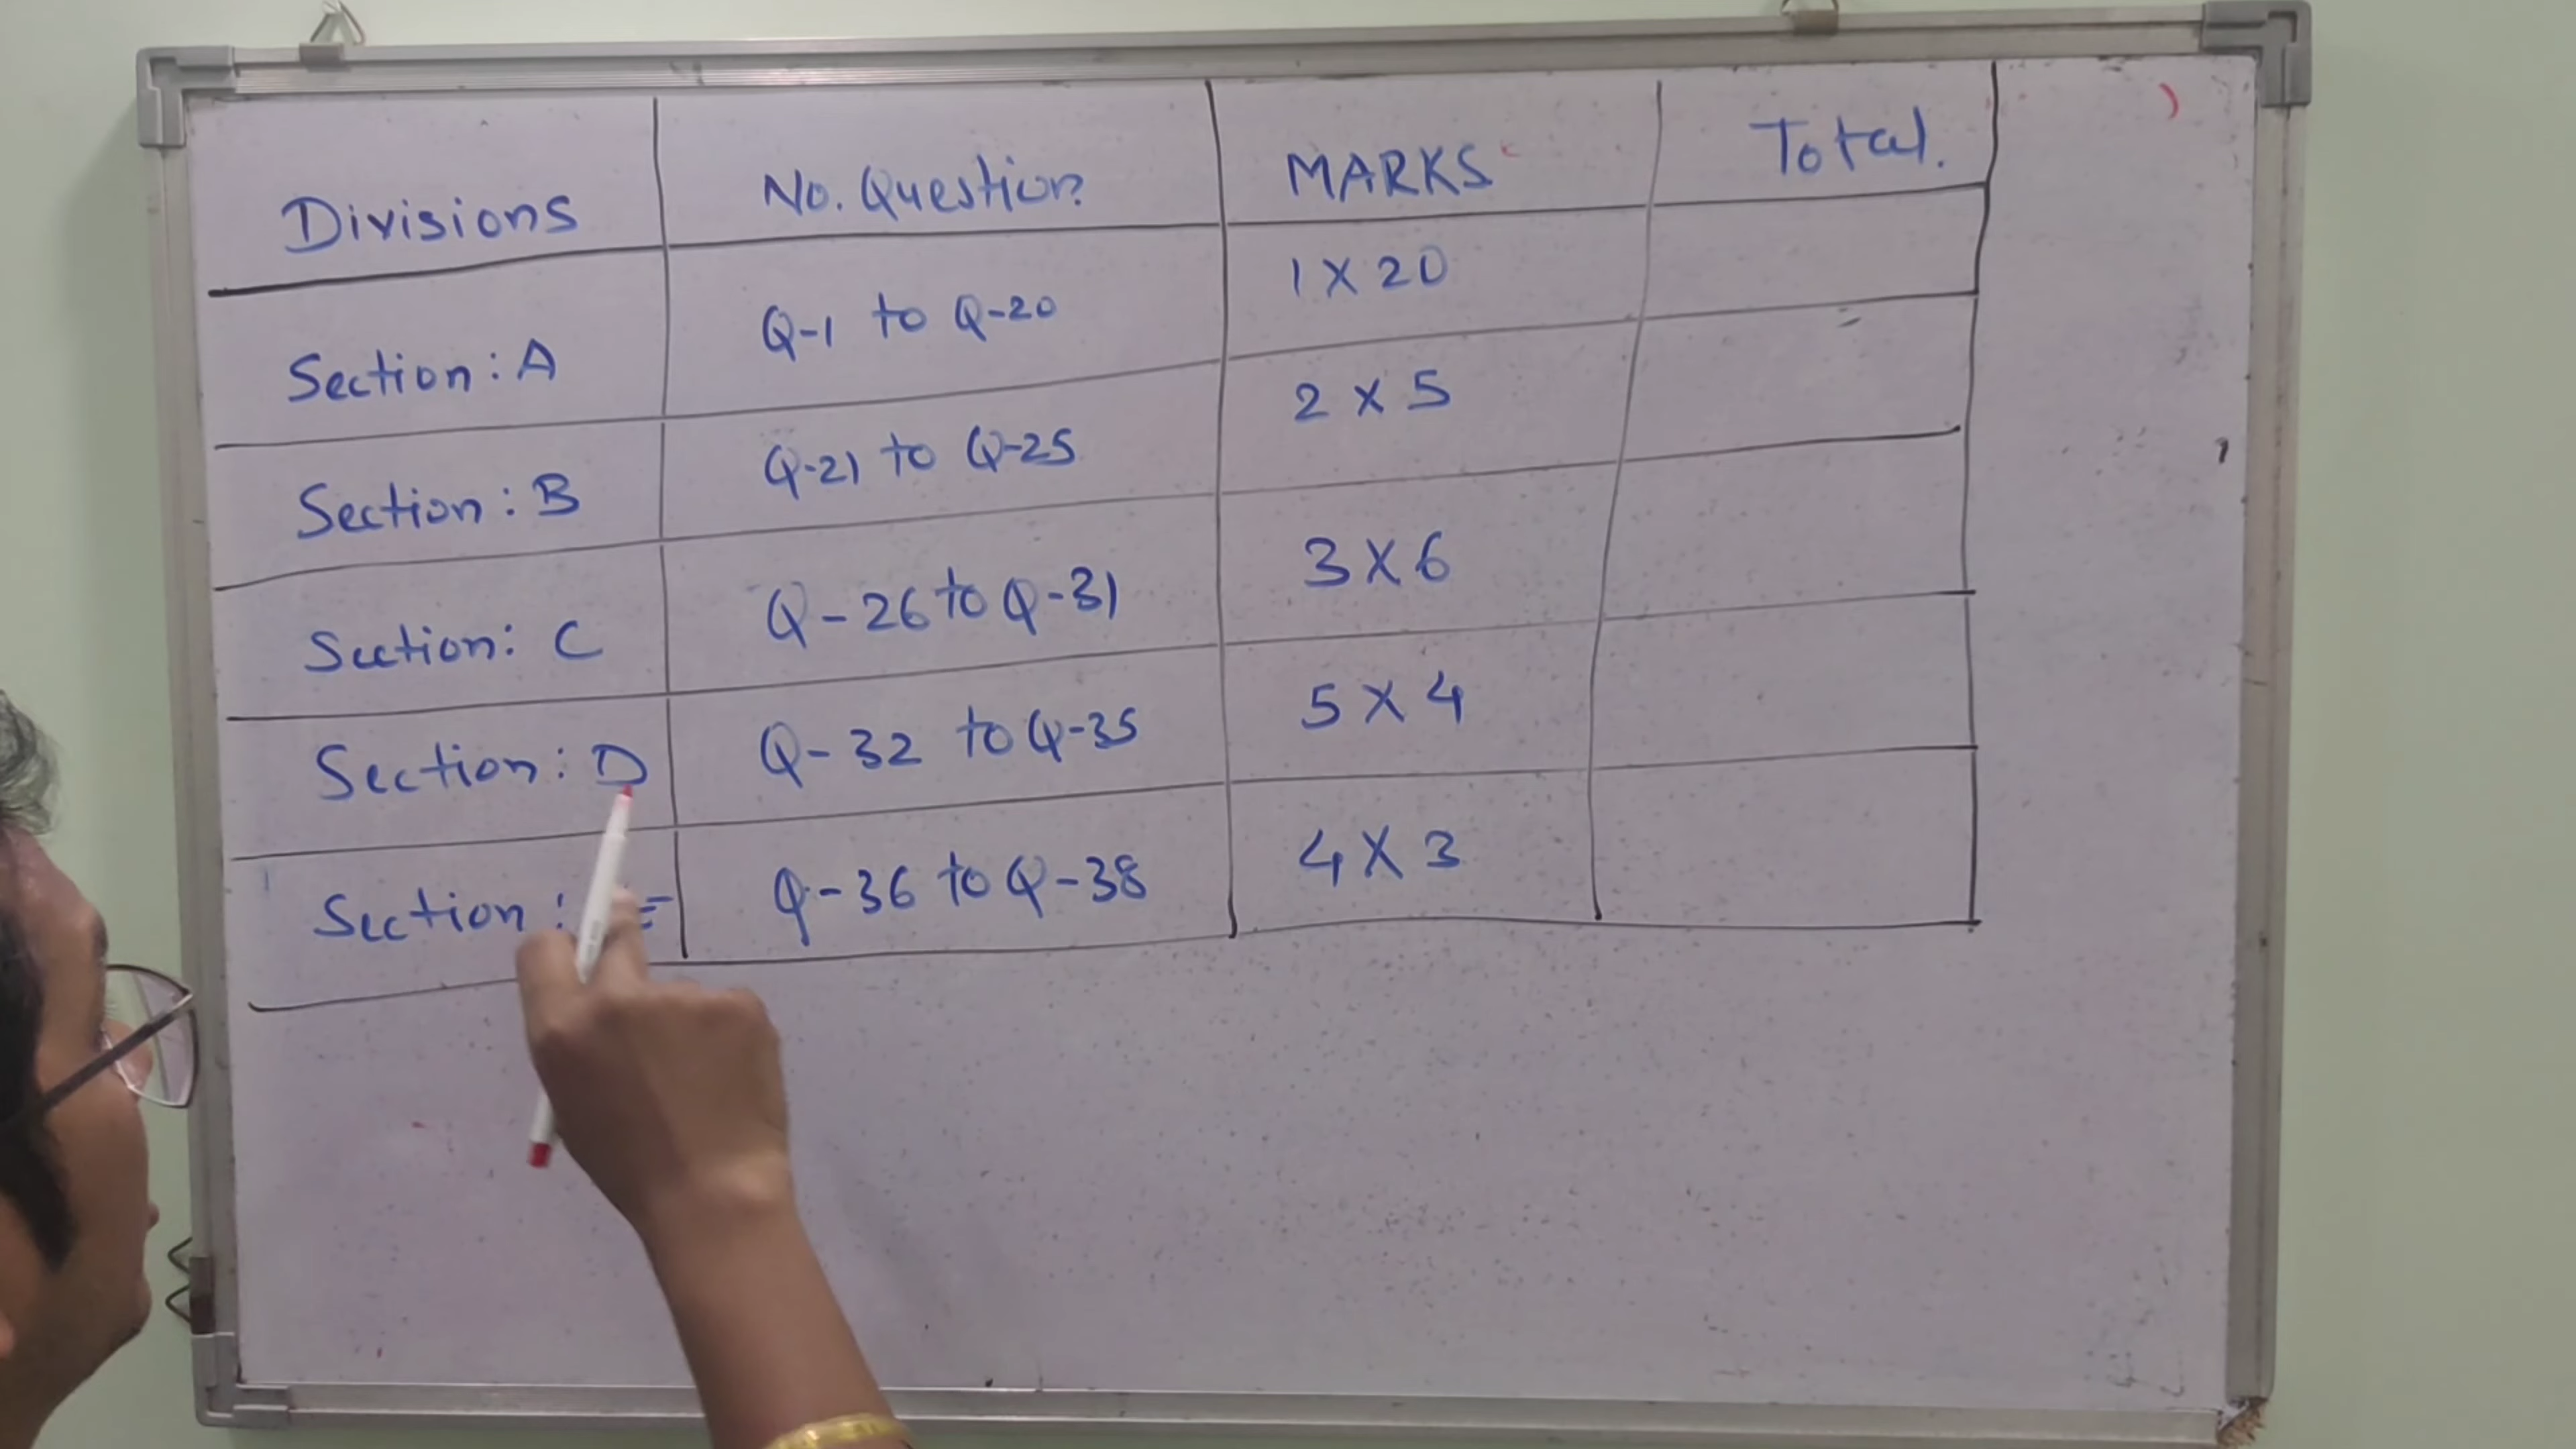 Divisions No. Question MARKS Total.
Section: A Q-1 to Q-20 1 X 20
Section: B Q-21 to Q-25 2 X 5
Section: C Q-26 to Q-31 3 X 6
Section: D Q-32 to Q-35 5 X 4
Section: Q-36 to Q-38 4 X 3